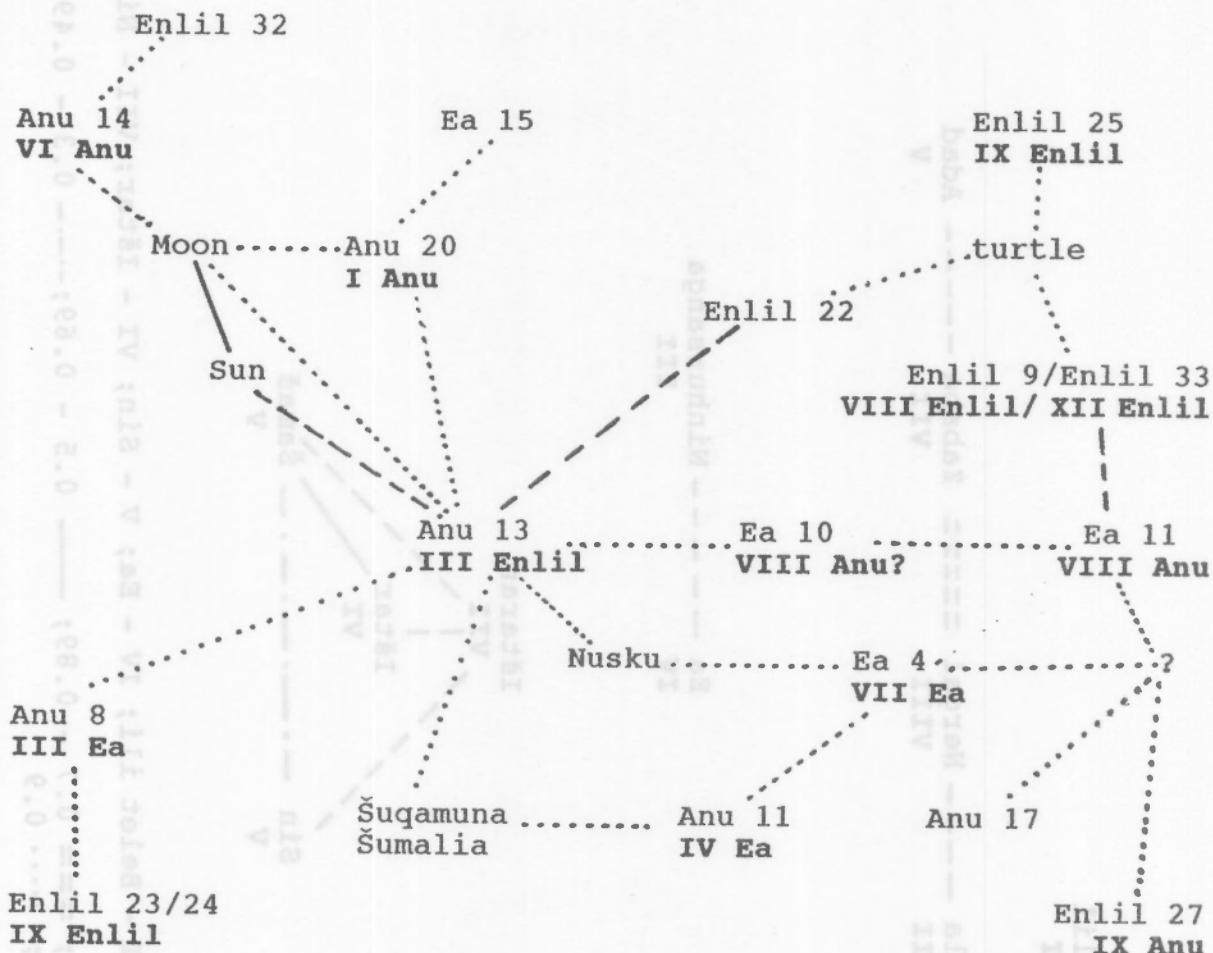 Enlil 32
Anu 14
VI Anu
Ea 15
Enlil 25
IX Enlil
Moon
Anu 20
I Anu
turtle
Enlil 22
Sun
Enlil 9/Enlil 33
VIII Enlil/ XII Enlil
Anu 13
III Enlil
Ea 10
VIII Anu?
Ea 11
VIII Anu
Nusku
Ea 4
VII Ea
?
Anu 8
III Ea
Šuqamuna
Šumalia
Anu 11
IV Ea
Anu 17
Enlil 23/24
IX Enlil
Enlil 27
IX Anu